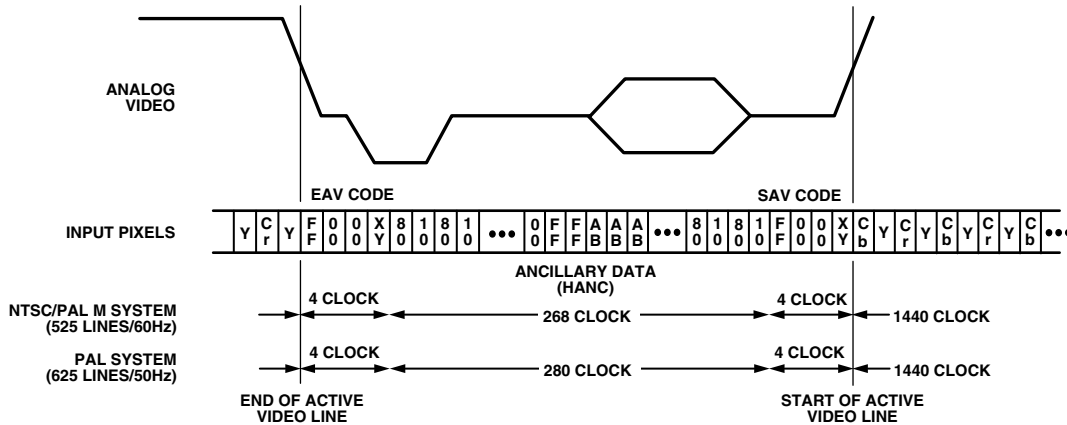 ANALOG
VIDEO
EAV CODE
SAV CODE
INPUT PIXELS
Y Cr Y FF 00 00 XY 80 10 80 10 ••• 00 FF FF AB AB AB ••• 80 10 80 10 FF 00 00 XY Cb Y Cr Y Cb Y Cr Y Cb •••
ANCILLARY DATA
(HANC)
NTSC/PAL M SYSTEM
(525 LINES/60Hz)
4 CLOCK
268 CLOCK
4 CLOCK
1440 CLOCK
PAL SYSTEM
(625 LINES/50Hz)
4 CLOCK
280 CLOCK
4 CLOCK
1440 CLOCK
END OF ACTIVE
VIDEO LINE
START OF ACTIVE
VIDEO LINE